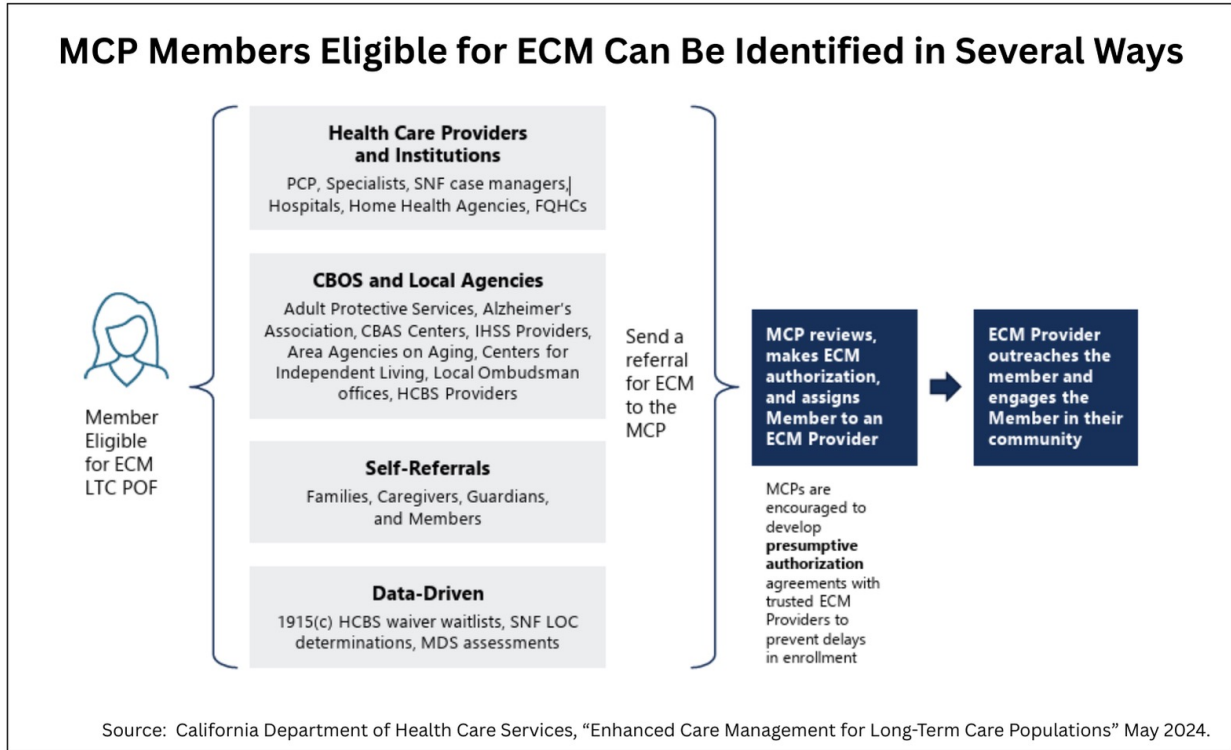 MCP Members Eligible for ECM Can Be Identified in Several Ways
Member
Eligible
for ECM
LTC POF
Health Care Providers
and Institutions
PCP, Specialists, SNF case managers,|
Hospitals, Home Health Agencies, FQHCs
CBOS and Local Agencies
Adult Protective Services, Alzheimer's
Association, CBAS Centers, IHSS Providers,
Area Agencies on Aging, Centers for
Independent Living, Local Ombudsman
offices, HCBS Providers
Self-Referrals
Families, Caregivers, Guardians,
and Members
Data-Driven
1915(c) HCBS waiver waitlists, SNF LOC
determinations, MDS assessments
Send a
referral
for ECM
to the
MCP
MCP reviews,
makes ECM
authorization,
and assigns
Member to an
ECM Provider
MCPs are
encouraged to
develop
presumptive
authorization
agreements with
trusted ECM
Providers to
prevent delays
in enrollment
ECM Provider
outreaches the
member and
engages the
Member in their
community
Source:  California Department of Health Care Services, “Enhanced Care Management for Long-Term Care Populations” May 2024.